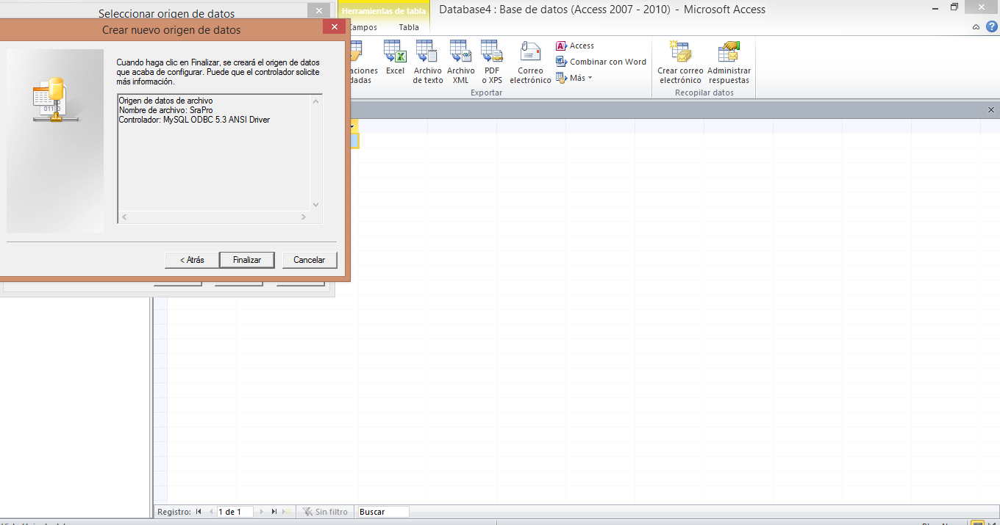 Seleccionar origen de datos
Herramientas de tabla
Database4 : Base de datos (Access 2007 - 2010) - Microsoft Access
Crear nuevo origen de datos
Tabla
Cuando haga clic en Finalizar, se creará el origen de datos
que acaba de configurar. Puede que el controlador solicite
más información.
Origen de datos de archivo
Nombre de archivo: SraPro
Controlador: MySQL ODBC 5.3 ANSI Driver
< Atrás
Finalizar
Cancelar
Excel
Archivo
de texto
Archivo
XML
PDF
o XPS
Correo
electrónico
Access
Combinar con Word
Más
Exportar
Crear correo
electrónico
Administrar
respuestas
Recopilar datos
Registro:
1 de 1
Sin filtro
Buscar